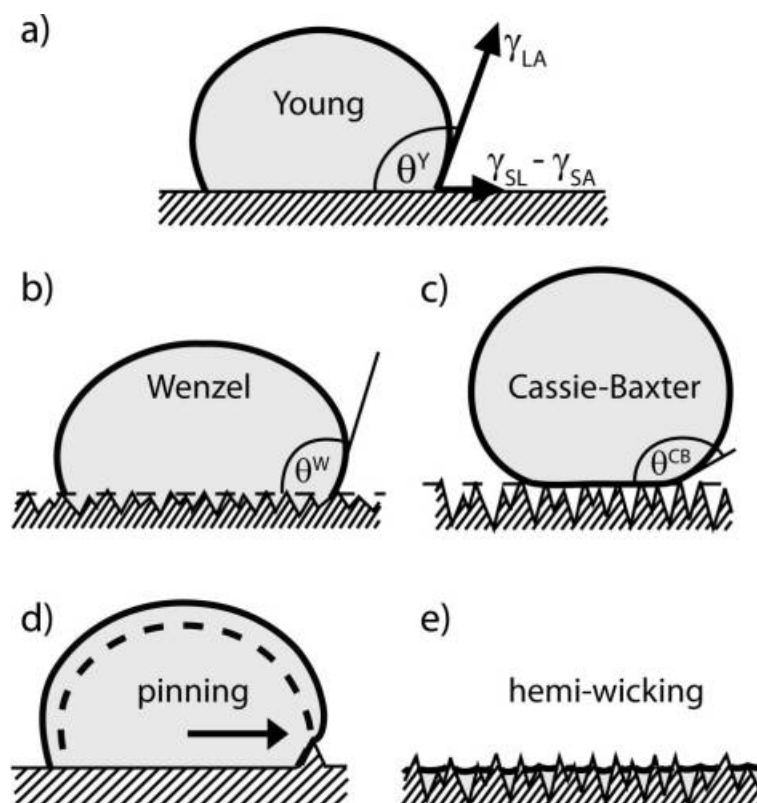 a)
γLA
Young
θY
γSL - γSA
b)
c)
Wenzel
Cassie-Baxter
θW
θCB
d)
e)
pinning
hemi-wicking